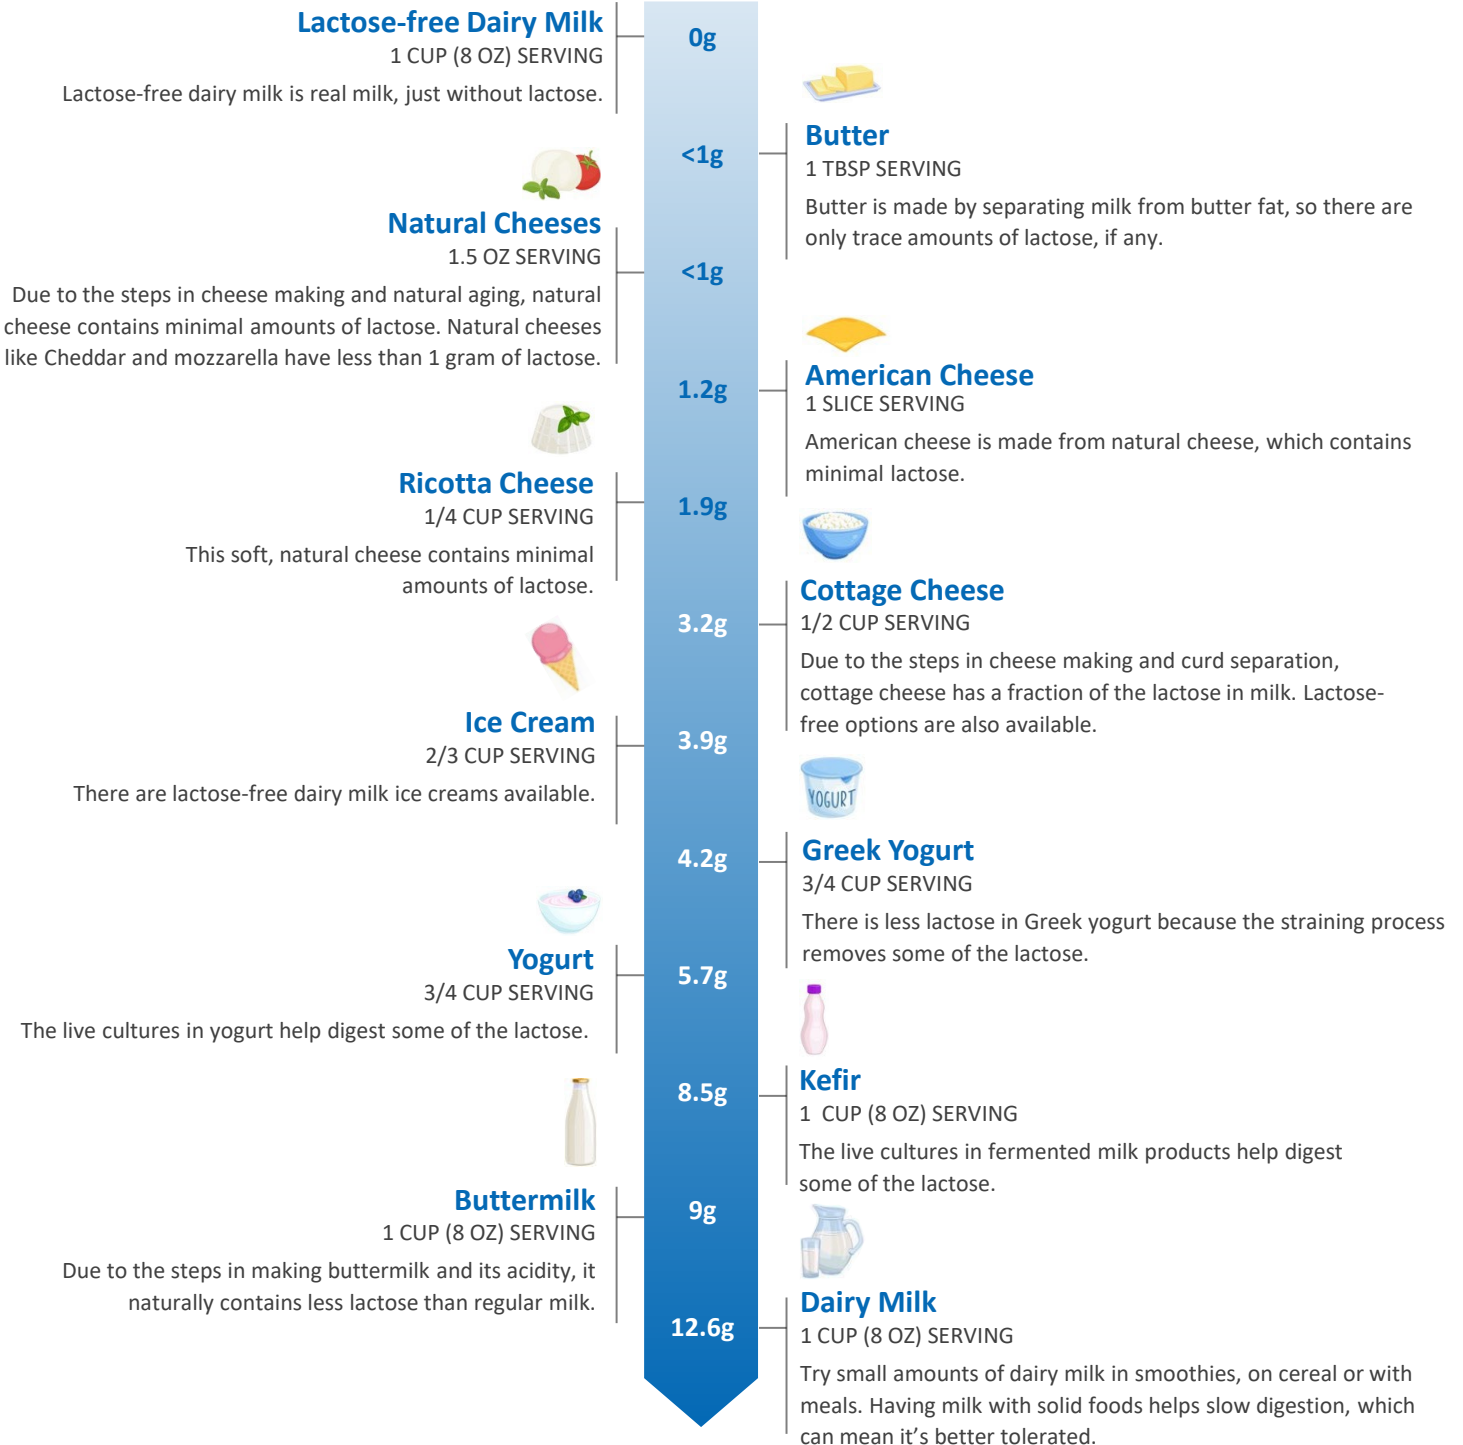 Lactose-free Dairy Milk
1 CUP (8 OZ) SERVING
Lactose-free dairy milk is real milk, just without lactose.
0g
<1g
Butter
1 TBSP SERVING
Butter is made by separating milk from butter fat, so there are
only trace amounts of lactose, if any.
Natural Cheeses
1.5 OZ SERVING
Due to the steps in cheese making and natural aging, natural
cheese contains minimal amounts of lactose. Natural cheeses
like Cheddar and mozzarella have less than 1 gram of lactose.
<1g
1.2g
American Cheese
1 SLICE SERVING
American cheese is made from natural cheese, which contains
minimal lactose.
Ricotta Cheese
1/4 CUP SERVING
This soft, natural cheese contains minimal
amounts of lactose.
1.9g
3.2g
Cottage Cheese
1/2 CUP SERVING
Due to the steps in cheese making and curd separation,
cottage cheese has a fraction of the lactose in milk. Lactose-
free options are also available.
Ice Cream
2/3 CUP SERVING
There are lactose-free dairy milk ice creams available.
3.9g
YOGURT
4.2g
Greek Yogurt
3/4 CUP SERVING
There is less lactose in Greek yogurt because the straining process
removes some of the lactose.
Yogurt
3/4 CUP SERVING
The live cultures in yogurt help digest some of the lactose.
5.7g
8.5g
Kefir
1 CUP (8 OZ) SERVING
The live cultures in fermented milk products help digest
some of the lactose.
Buttermilk
1 CUP (8 OZ) SERVING
Due to the steps in making buttermilk and its acidity, it
naturally contains less lactose than regular milk.
9g
12.6g
Dairy Milk
1 CUP (8 OZ) SERVING
Try small amounts of dairy milk in smoothies, on cereal or with
meals. Having milk with solid foods helps slow digestion, which
can mean it’s better tolerated.